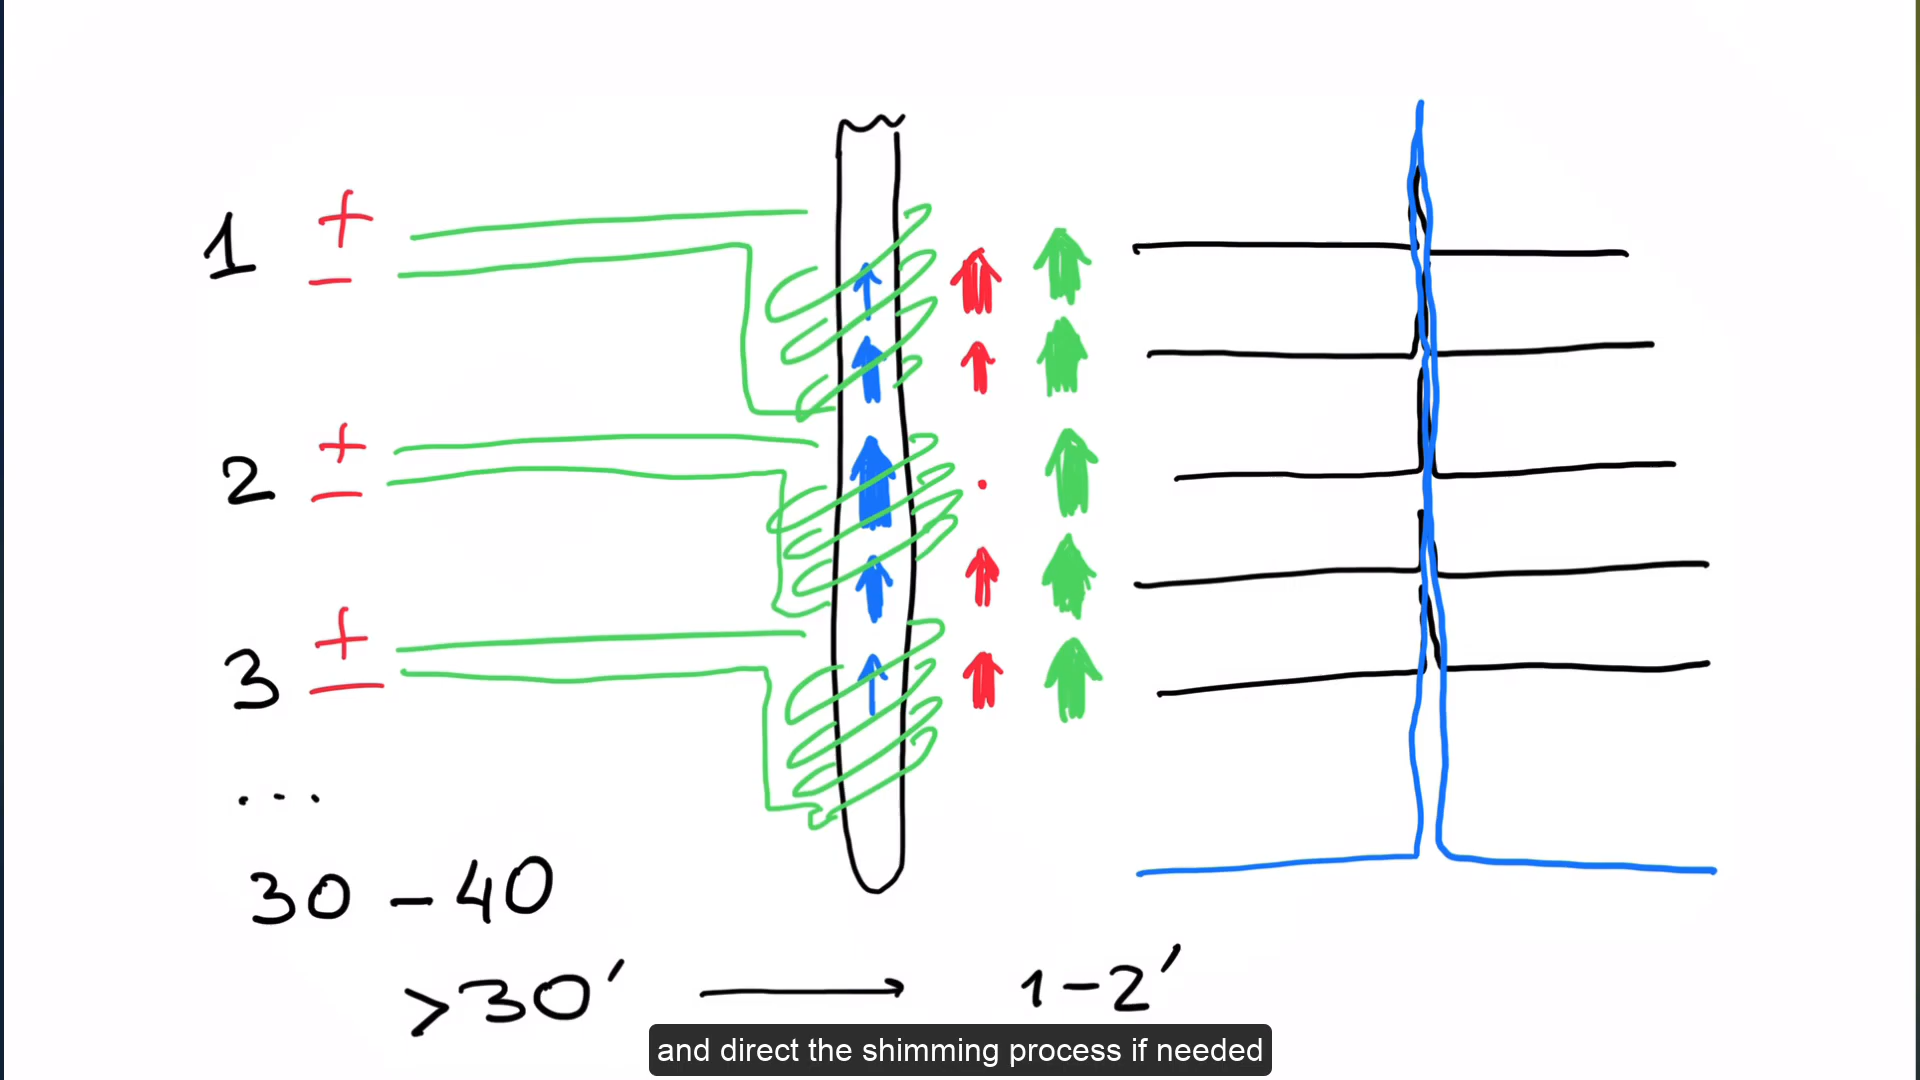 1 +
−
2 +
−
3 +
−
...
30 – 40
>30′ → 1–2′
and direct the shimming process if needed